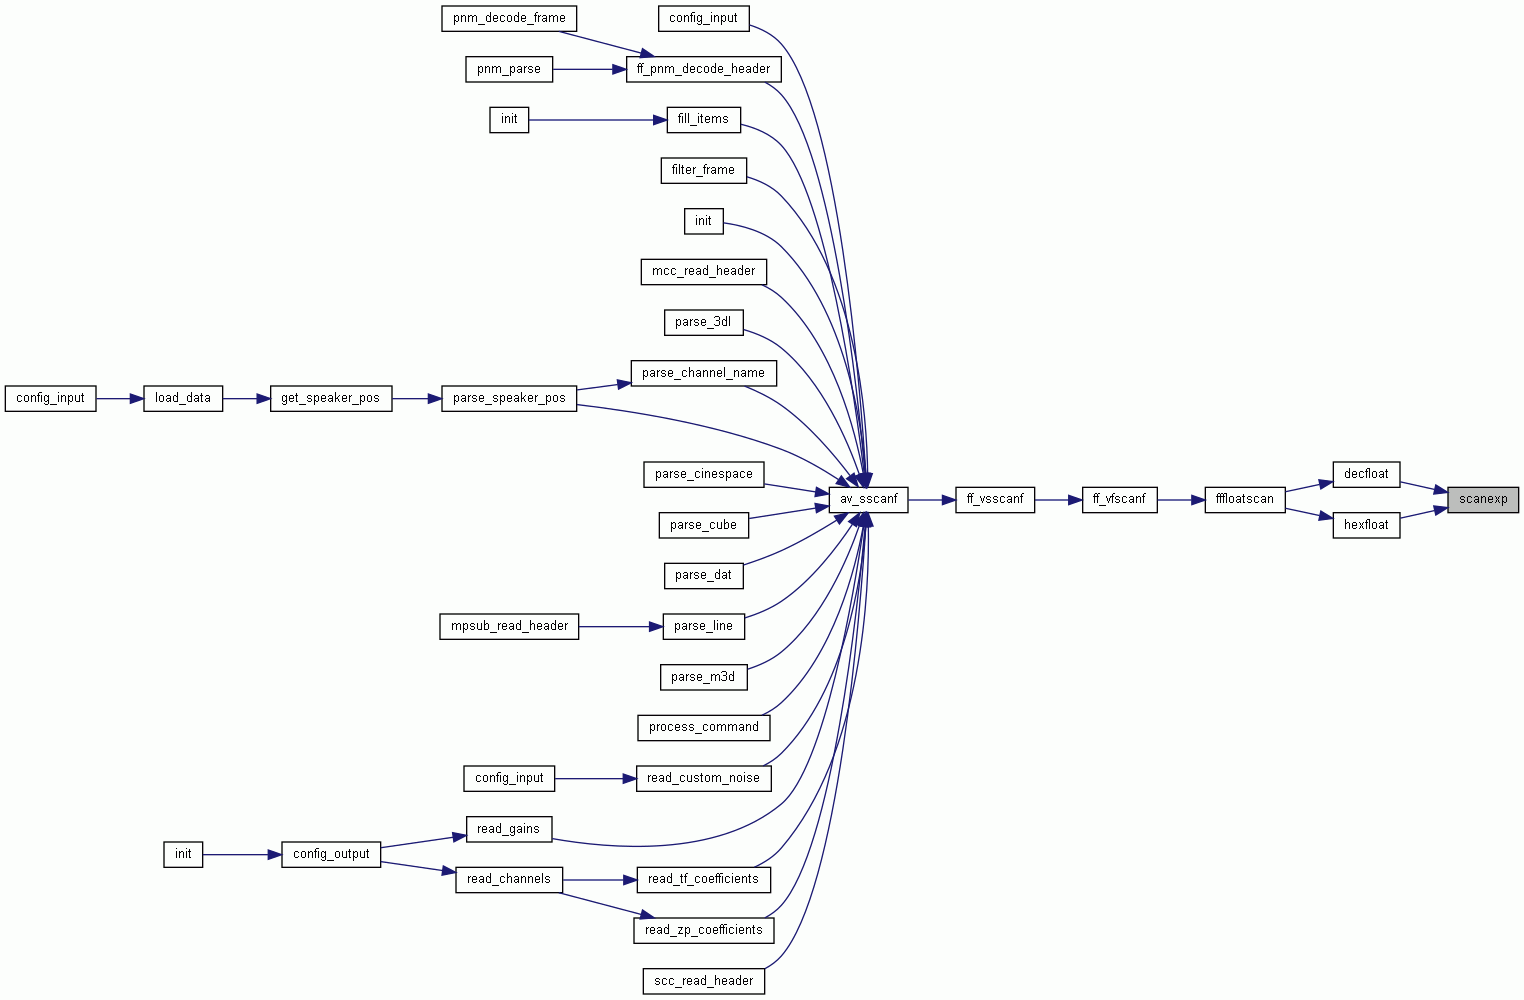 pnm_decode_frame
config_input
pnm_parse
ff_pnm_decode_header
init
fill_items
filter_frame
init
mcc_read_header
parse_3dl
parse_channel_name
config_input
load_data
get_speaker_pos
parse_speaker_pos
parse_cinespace
decfloat
av_sscanf
ff_vsscanf
ff_vfscanf
fffloatscan
scanexp
parse_cube
hexfloat
parse_dat
mpsub_read_header
parse_line
parse_m3d
process_command
config_input
read_custom_noise
read_gains
init
config_output
read_channels
read_tf_coefficients
read_zp_coefficients
scc_read_header